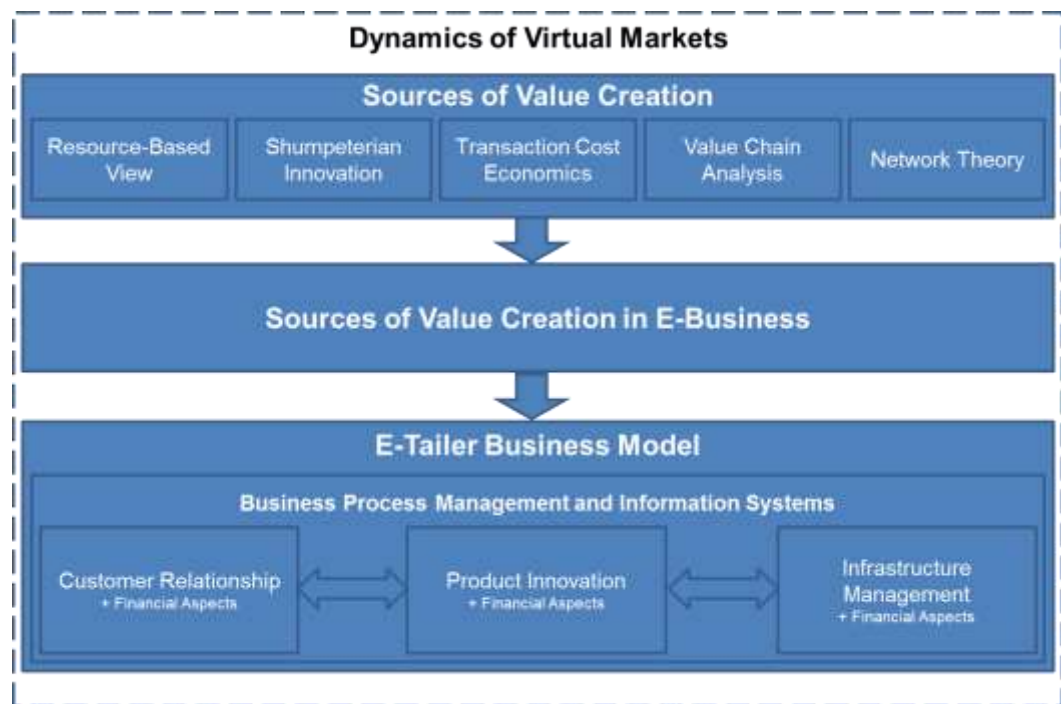 Dynamics of Virtual Markets
Sources of Value Creation
Resource-Based
View
Shumpeterian
Innovation
Transaction Cost
Economics
Value Chain
Analysis
Network Theory
Sources of Value Creation in E-Business
E-Tailer Business Model
Business Process Management and Information Systems
Customer Relationship
+ Financial Aspects
Product Innovation
+ Financial Aspects
Infrastructure
Management
+ Financial Aspects